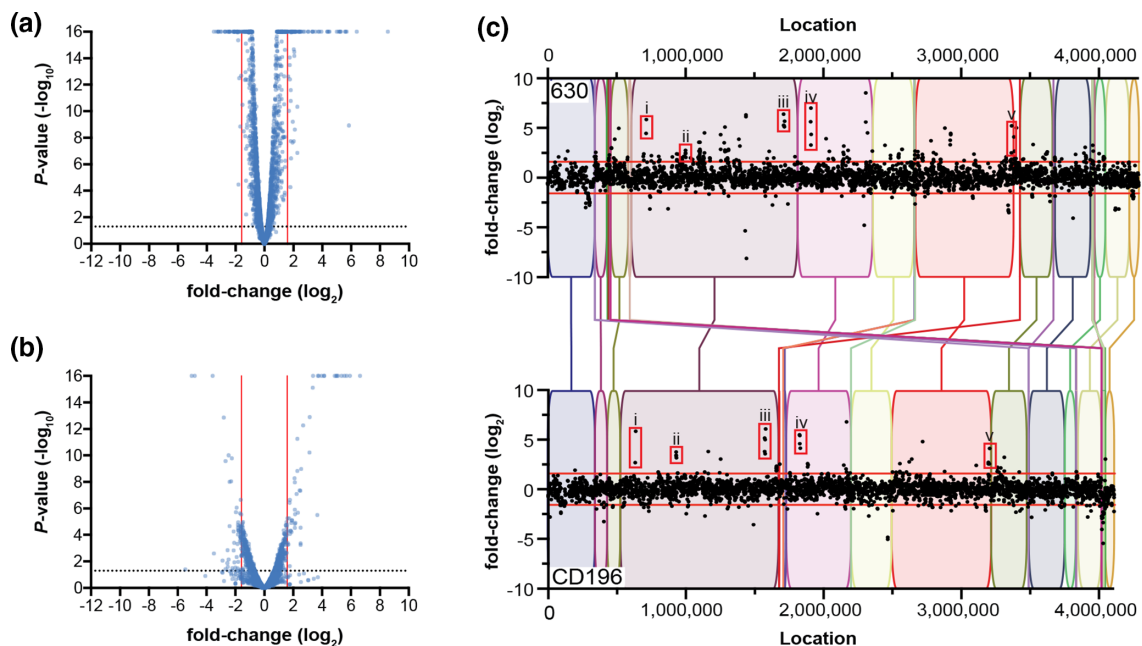 (a)
P-value (-log10)
16
14
12
10
8
6
4
2
0
-12 -10 -8 -6 -4 -2 0 2 4 6 8 10
fold-change (log2)
(b)
P-value (-log10)
16
14
12
10
8
6
4
2
0
-12 -10 -8 -6 -4 -2 0 2 4 6 8 10
fold-change (log2)
(c)
Location
0 1,000,000 2,000,000 3,000,000 4,000,000
fold-change (log2)
10
5
0
-5
-10
630
i
ii
iii
iv
v
fold-change (log2)
10
5
0
-5
-10
i
ii
iii
iv
v
CD196
0 1,000,000 2,000,000 3,000,000 4,000,000
Location